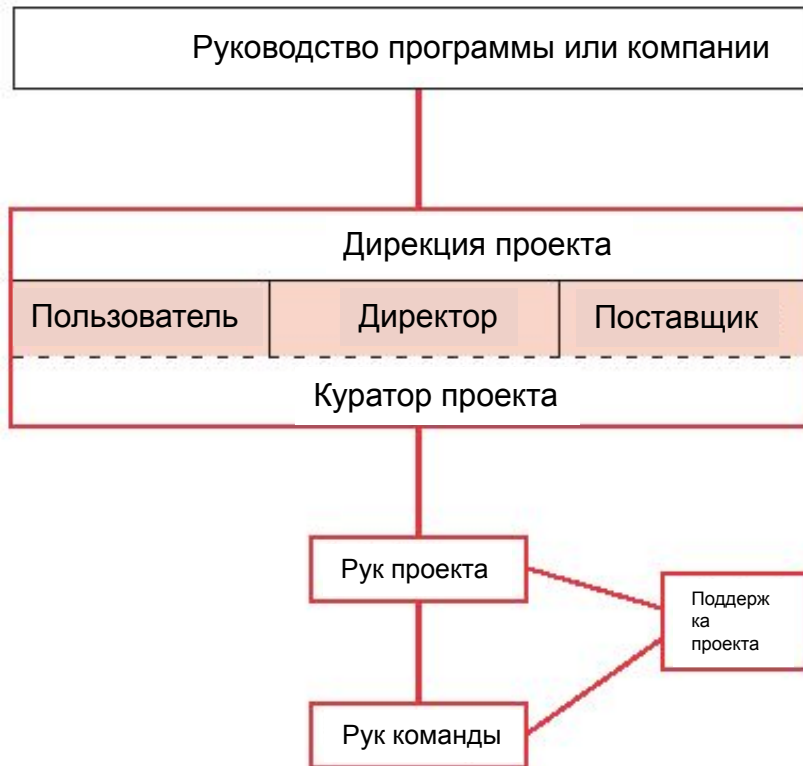 Руководство программы или компании
Дирекция проекта
Пользователь Директор Поставщик
Куратор проекта
Рук проекта
Поддерж
ка
проекта
Рук команды